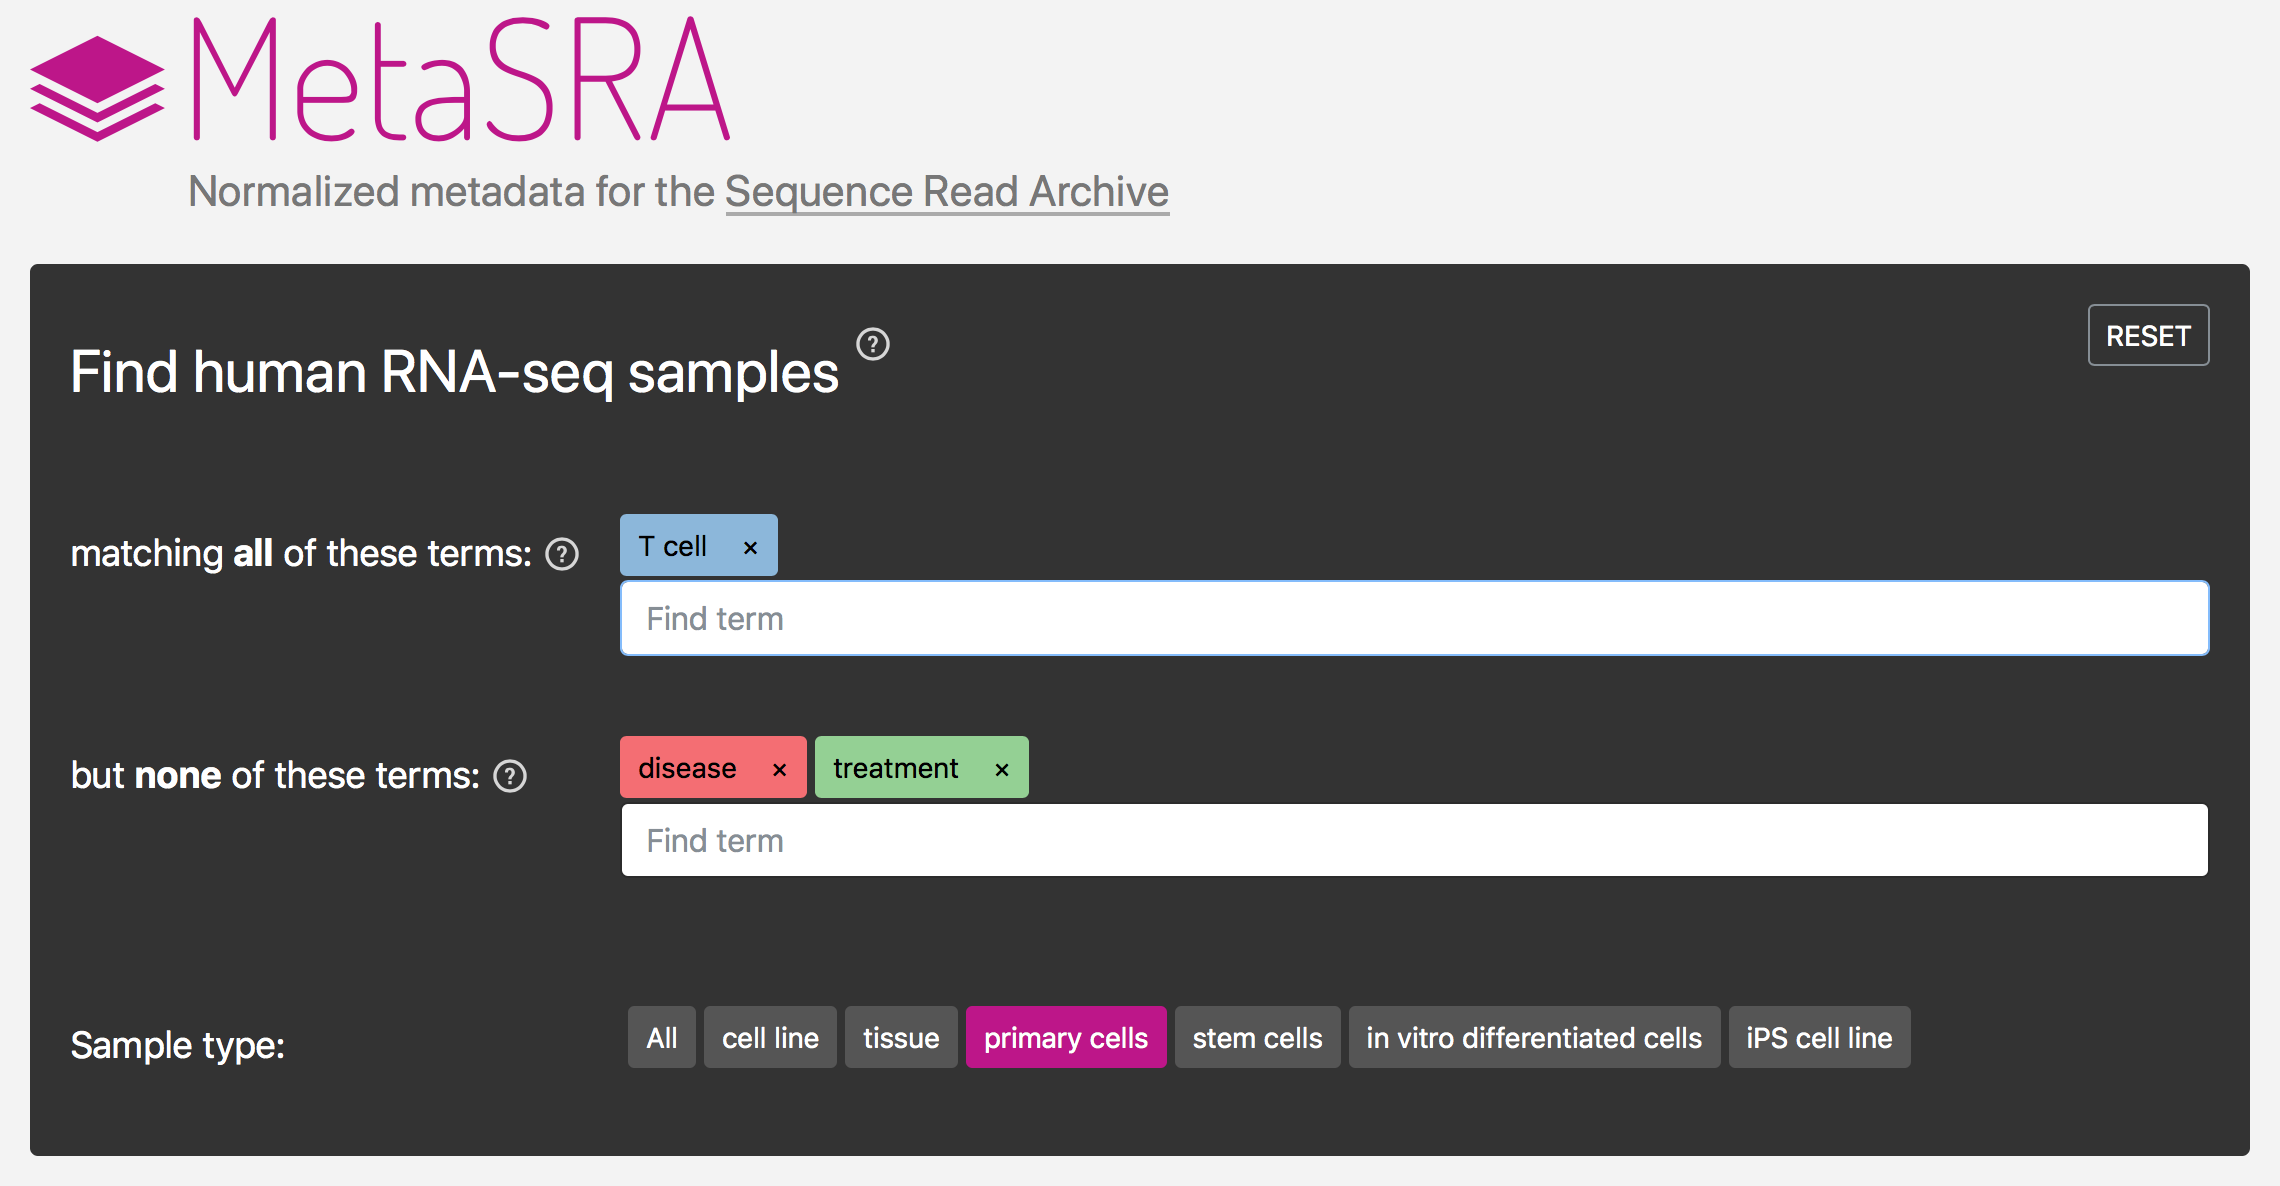 MetaSRA
Normalized metadata for the Sequence Read Archive
RESET
Find human RNA-seq samples ?
matching all of these terms: ?
T cell ×
Find term
but none of these terms: ?
disease × treatment ×
Find term
Sample type:
All cell line tissue primary cells stem cells in vitro differentiated cells iPS cell line